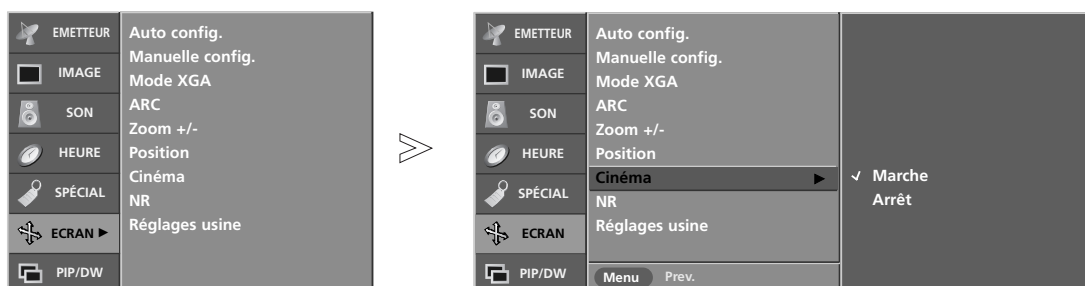 EMETTEUR
IMAGE
SON
HEURE
SPÉCIAL
ECRAN ►
PIP/DW
Auto config.
Manuelle config.
Mode XGA
ARC
Zoom +/-
Position
Cinéma
NR
Réglages usine
EMETTEUR
IMAGE
SON
HEURE
SPÉCIAL
ECRAN
PIP/DW
Auto config.
Manuelle config.
Mode XGA
ARC
Zoom +/-
Position
Cinéma ►
NR
Réglages usine
Menu Prev.
✓ Marche
Arrêt